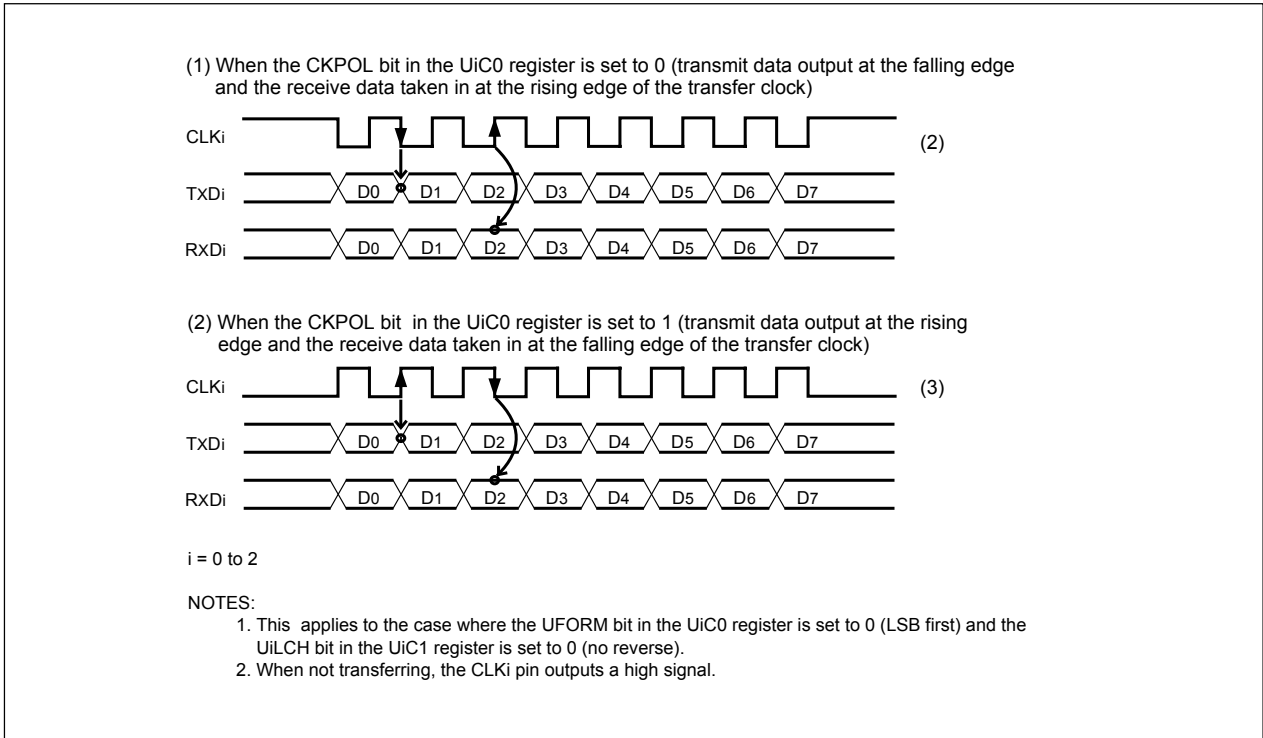 (1) When the CKPOL bit in the UiC0 register is set to 0 (transmit data output at the falling edge
and the receive data taken in at the rising edge of the transfer clock)
CLKi
(2)
TXDi D0 D1 D2 D3 D4 D5 D6 D7
RXDi D0 D1 D2 D3 D4 D5 D6 D7
(2) When the CKPOL bit in the UiC0 register is set to 1 (transmit data output at the rising
edge and the receive data taken in at the falling edge of the transfer clock)
CLKi
(3)
TXDi D0 D1 D2 D3 D4 D5 D6 D7
RXDi D0 D1 D2 D3 D4 D5 D6 D7
i = 0 to 2
NOTES:
1. This applies to the case where the UFORM bit in the UiC0 register is set to 0 (LSB first) and the
UiLCH bit in the UiC1 register is set to 0 (no reverse).
2. When not transferring, the CLKi pin outputs a high signal.